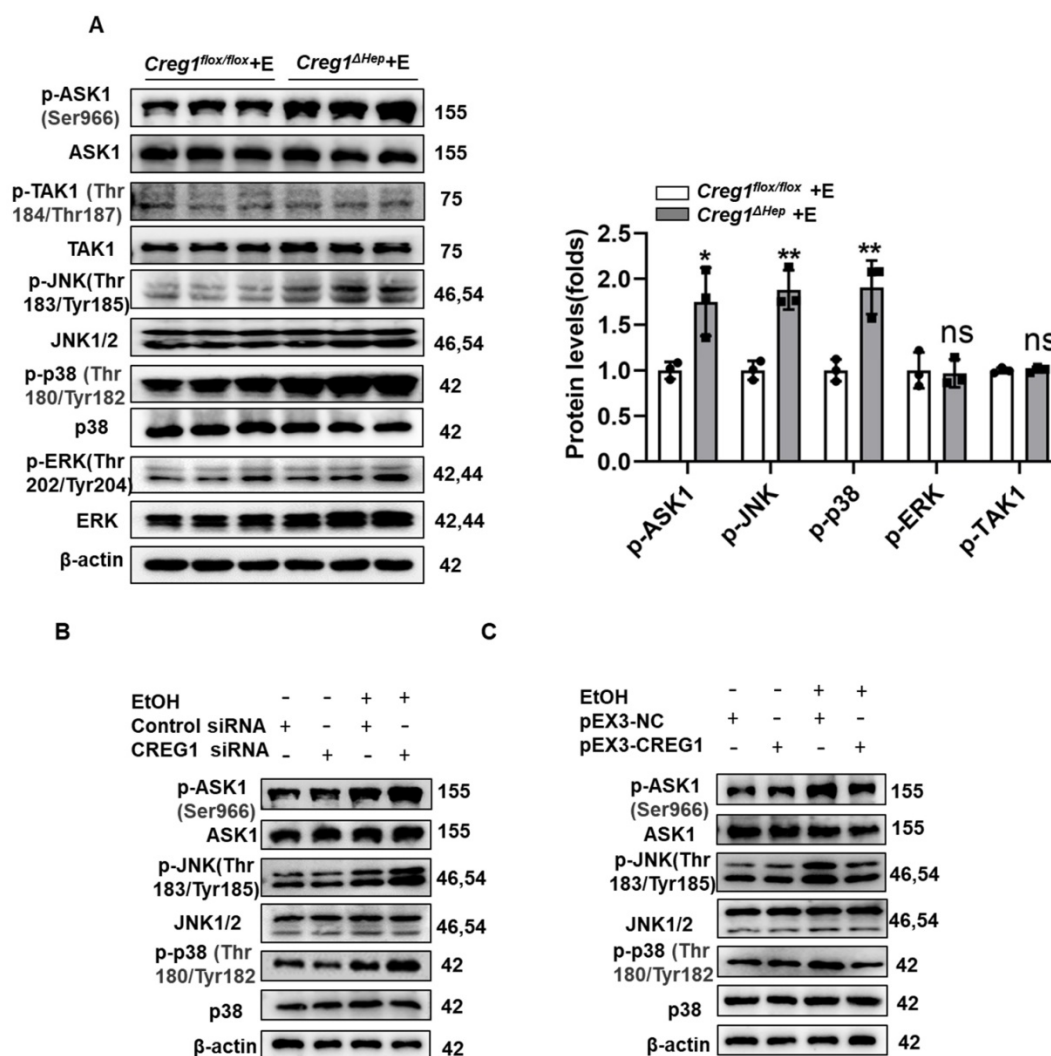 A
Creg1flox/flox+E Creg1ΔHep+E
p-ASK1
(Ser966)
155
ASK1
155
p-TAK1 (Thr
184/Thr187)
75
TAK1
75
p-JNK(Thr
183/Tyr185)
46,54
JNK1/2
46,54
p-p38 (Thr
180/Tyr182
42
p38
42
p-ERK(Thr
202/Tyr204)
42,44
ERK
42,44
β-actin
42
Creg1flox/flox +E
Creg1ΔHep +E
Protein levels(folds)
2.5
2.0
1.5
1.0
0.5
0.0
* ** ** ns ns
p-ASK1 p-JNK p-p38 p-ERK p-TAK1
B
EtOH - - + +
Control siRNA + - + -
CREG1 siRNA - + - +
p-ASK1
(Ser966)
155
ASK1
155
p-JNK(Thr
183/Tyr185)
46,54
JNK1/2
46,54
p-p38 (Thr
180/Tyr182
42
p38
42
β-actin
42
C
EtOH - - + +
pEX3-NC + - + -
pEX3-CREG1 - + - +
p-ASK1
(Ser966)
155
ASK1
155
p-JNK(Thr
183/Tyr185)
46,54
JNK1/2
46,54
p-p38 (Thr
180/Tyr182
42
p38
42
β-actin
42